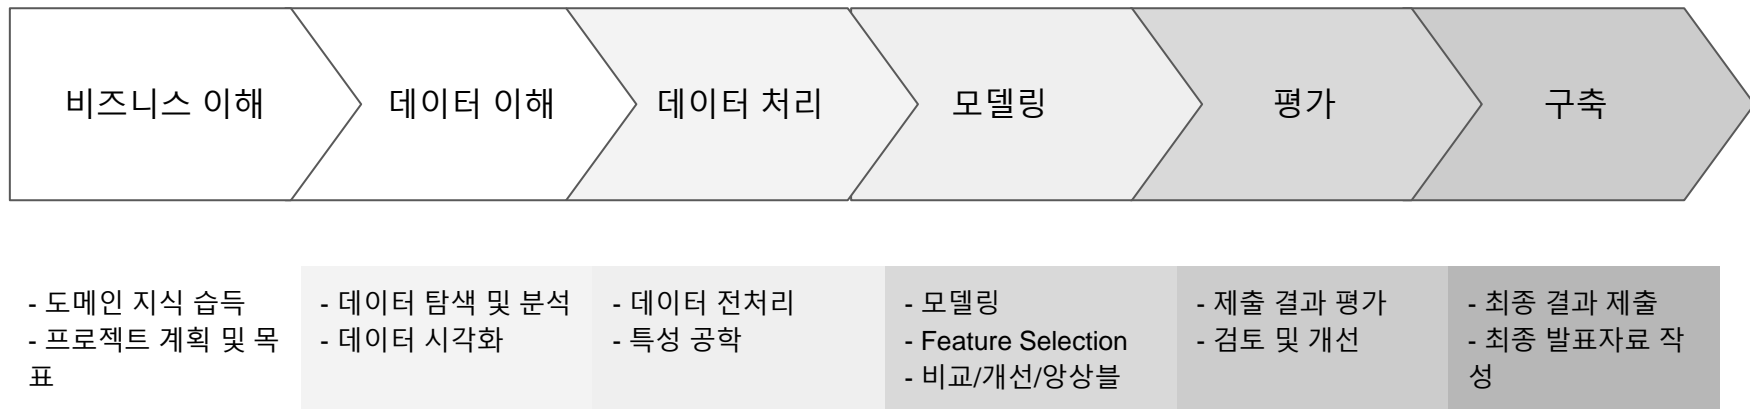 비즈니스 이해
데이터 이해
데이터 처리
모델링
평가
구축
- 도메인 지식 습득
- 프로젝트 계획 및 목
표
- 데이터 탐색 및 분석
- 데이터 시각화
- 데이터 전처리
- 특성 공학
- 모델링
- Feature Selection
- 비교/개선/앙상블
- 제출 결과 평가
- 검토 및 개선
- 최종 결과 제출
- 최종 발표자료 작
성